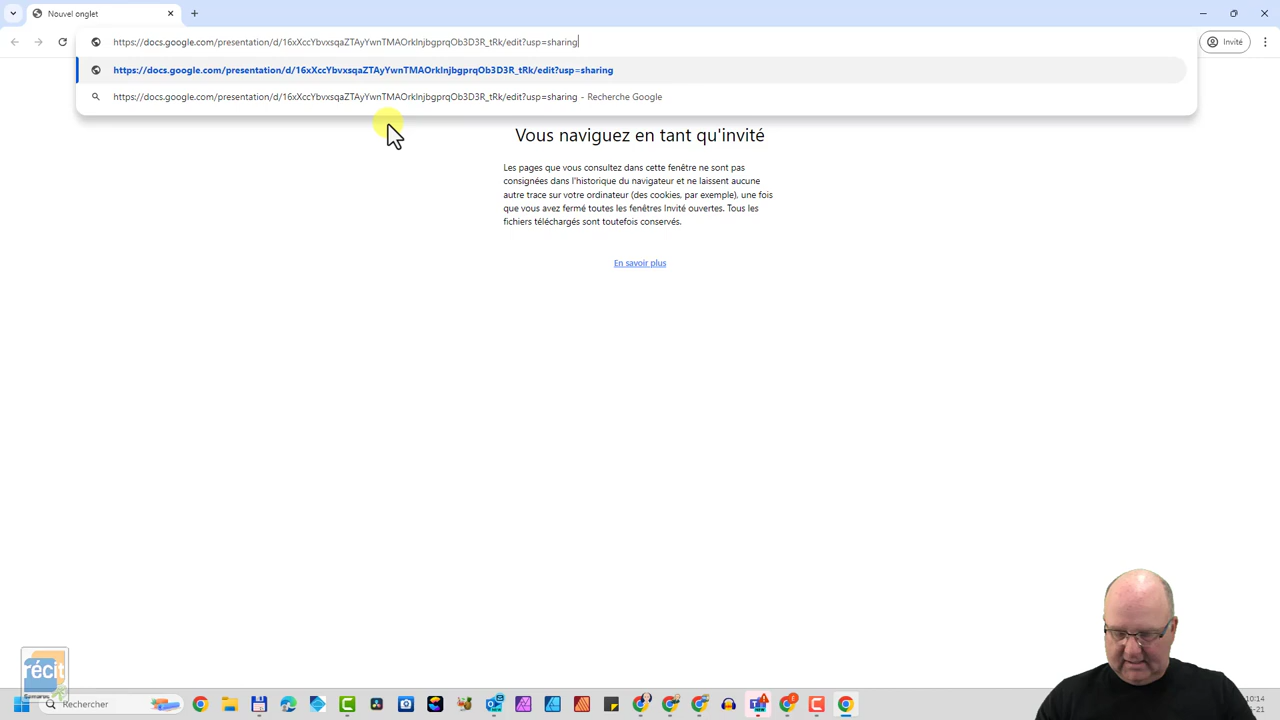 Nouvel onglet
https://docs.google.com/presentation/d/16xXccYbvxsqaZTAyYwnTMAOrkInjbgprqOb3D3R_tRk/edit?usp=sharing
Invité
https://docs.google.com/presentation/d/16xXccYbvxsqaZTAyYwnTMAOrkInjbgprqOb3D3R_tRk/edit?usp=sharing
https://docs.google.com/presentation/d/16xXccYbvxsqaZTAyYwnTMAOrkInjbgprqOb3D3R_tRk/edit?usp=sharing - Recherche Google
Vous naviguez en tant qu'invité
Les pages que vous consultez dans cette fenêtre ne sont pas
consignées dans l'historique du navigateur et ne laissent aucune
autre trace sur votre ordinateur (des cookies, par exemple), une fois
que vous avez fermé toutes les fenêtres Invité ouvertes. Tous les
fichiers téléchargés sont toutefois conservés.
En savoir plus
récit
Rechercher
10:14
-21